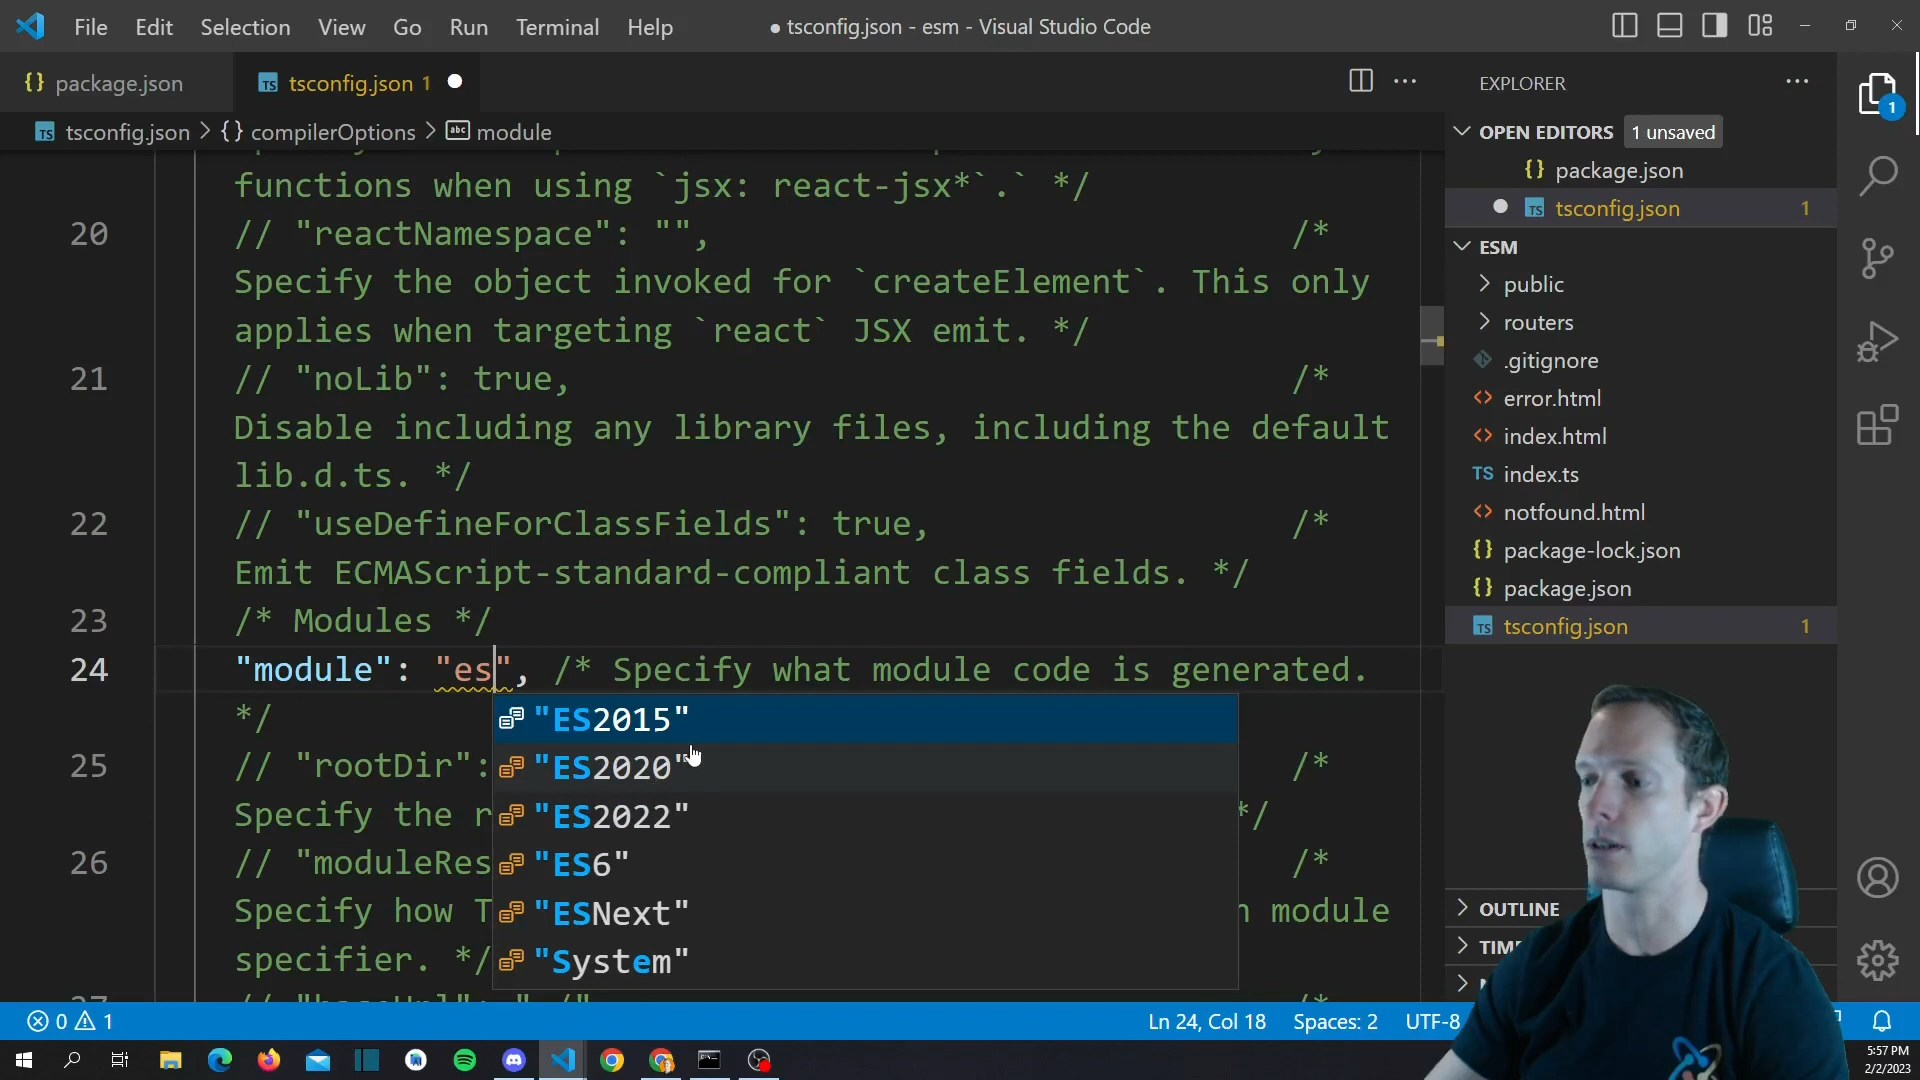 File Edit Selection View Go Run Terminal Help
● tsconfig.json - esm - Visual Studio Code
{} package.json
TS tsconfig.json 1
tsconfig.json > {} compilerOptions > abc module
functions when using `jsx: react-jsx*`.` */
20 // "reactNamespace": "", /*
Specify the object invoked for `createElement`. This only
applies when targeting `react` JSX emit. */
21 // "noLib": true, /*
Disable including any library files, including the default
lib.d.ts. */
22 // "useDefineForClassFields": true, /*
Emit ECMAScript-standard-compliant class fields. */
23 /* Modules */
24 "module": "es", /* Specify what module code is generated.
*/
"ES2015"
"ES2020"
"ES2022"
"ES6"
"ESNext"
"System"
25 // "rootDir": /*
Specify the r */
26 // "moduleRes /*
Specify how T n module
specifier. */
EXPLORER
OPEN EDITORS 1 unsaved
{} package.json
TS tsconfig.json 1
ESM
public
routers
.gitignore
<> error.html
<> index.html
TS index.ts
<> notfound.html
{} package-lock.json
{} package.json
TS tsconfig.json 1
OUTLINE
1
0 1
Ln 24, Col 18 Spaces: 2 UTF-8
5:57 PM
2/2/2023